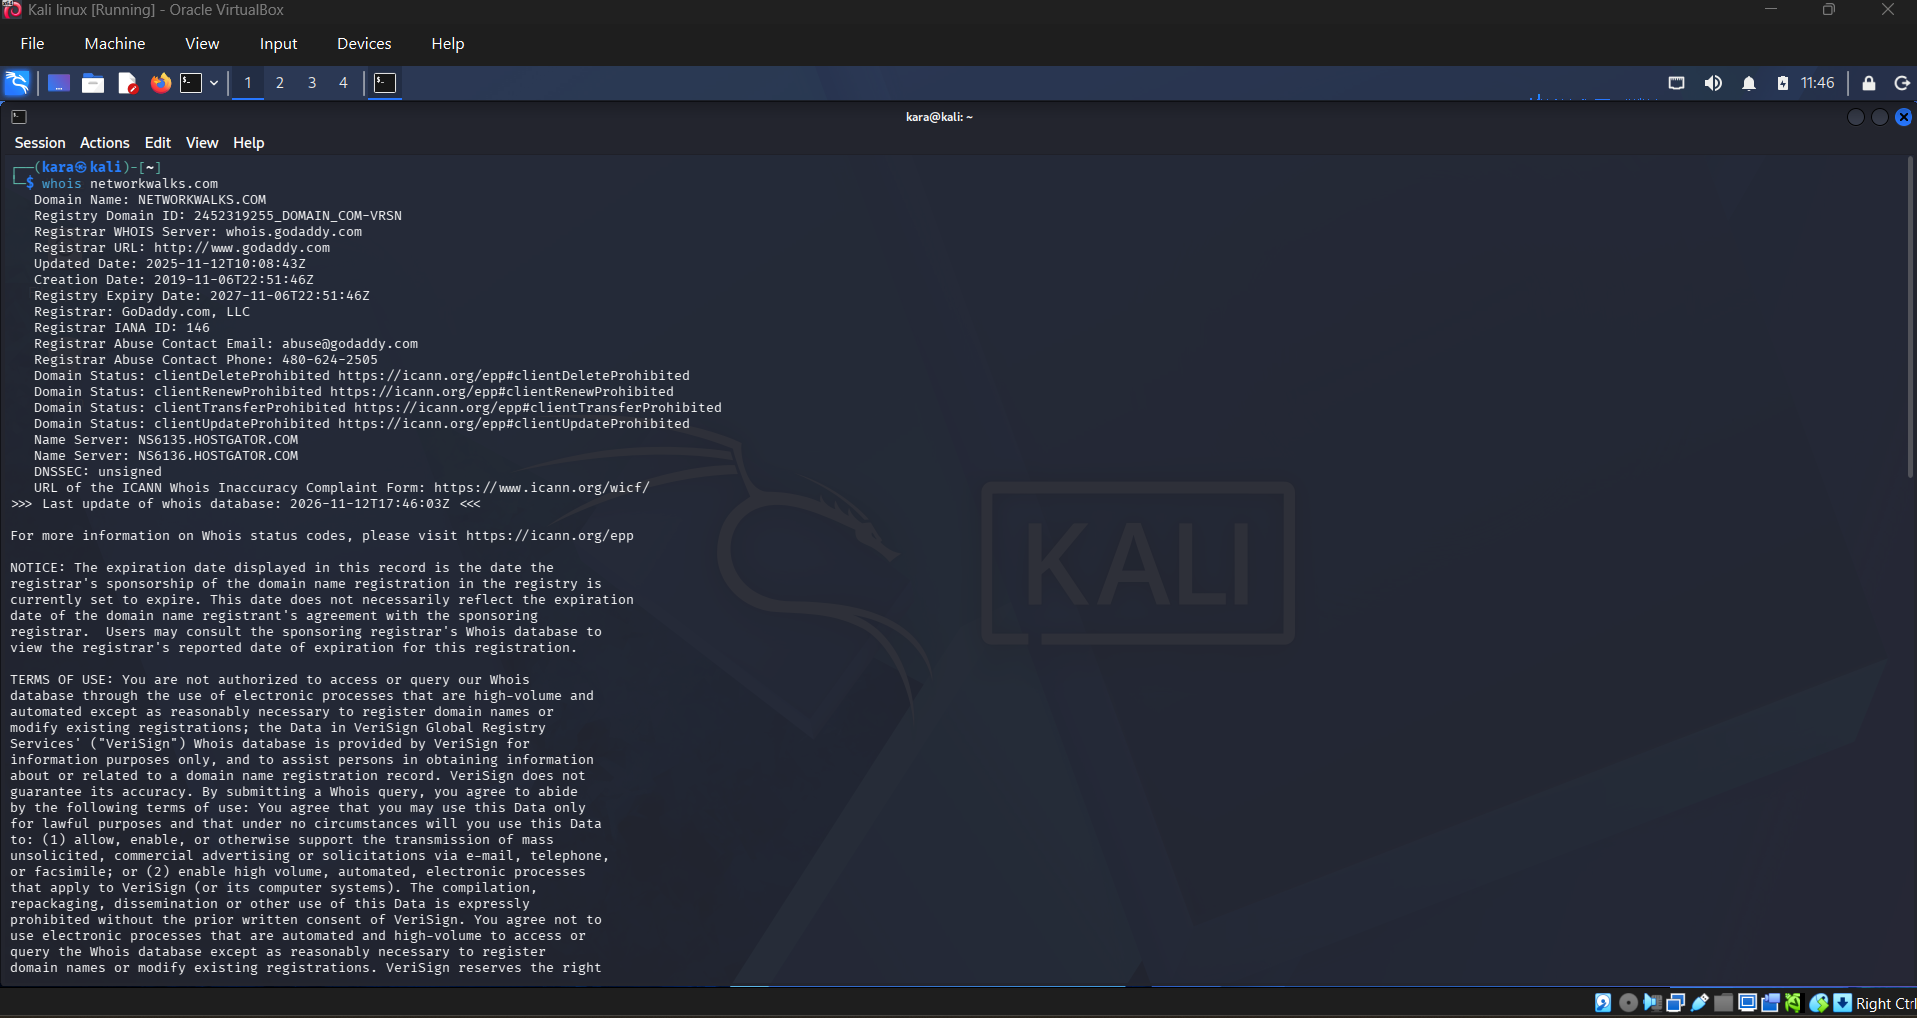 Kali linux [Running] - Oracle VirtualBox
File Machine View Input Devices Help
1 2 3 4 11:46
kara@kali: ~
Session Actions Edit View Help
┌──(kara㉿kali)-[~]
└─$ whois networkwalks.com
Domain Name: NETWORKWALKS.COM
Registry Domain ID: 2452319255_DOMAIN_COM-VRSN
Registrar WHOIS Server: whois.godaddy.com
Registrar URL: http://www.godaddy.com
Updated Date: 2025-11-12T10:08:43Z
Creation Date: 2019-11-06T22:51:46Z
Registry Expiry Date: 2027-11-06T22:51:46Z
Registrar: GoDaddy.com, LLC
Registrar IANA ID: 146
Registrar Abuse Contact Email: abuse@godaddy.com
Registrar Abuse Contact Phone: 480-624-2505
Domain Status: clientDeleteProhibited https://icann.org/epp#clientDeleteProhibited
Domain Status: clientRenewProhibited https://icann.org/epp#clientRenewProhibited
Domain Status: clientTransferProhibited https://icann.org/epp#clientTransferProhibited
Domain Status: clientUpdateProhibited https://icann.org/epp#clientUpdateProhibited
Name Server: NS6135.HOSTGATOR.COM
Name Server: NS6136.HOSTGATOR.COM
DNSSEC: unsigned
URL of the ICANN Whois Inaccuracy Complaint Form: https://www.icann.org/wicf/
>>> Last update of whois database: 2026-11-12T17:46:03Z <<<
For more information on Whois status codes, please visit https://icann.org/epp
NOTICE: The expiration date displayed in this record is the date the
registrar's sponsorship of the domain name registration in the registry is
currently set to expire. This date does not necessarily reflect the expiration
date of the domain name registrant's agreement with the sponsoring
registrar.  Users may consult the sponsoring registrar's Whois database to
view the registrar's reported date of expiration for this registration.
TERMS OF USE: You are not authorized to access or query our Whois
database through the use of electronic processes that are high-volume and
automated except as reasonably necessary to register domain names or
modify existing registrations; the Data in VeriSign Global Registry
Services' ("VeriSign") Whois database is provided by VeriSign for
information purposes only, and to assist persons in obtaining information
about or related to a domain name registration record. VeriSign does not
guarantee its accuracy. By submitting a Whois query, you agree to abide
by the following terms of use: You agree that you may use this Data only
for lawful purposes and that under no circumstances will you use this Data
to: (1) allow, enable, or otherwise support the transmission of mass
unsolicited, commercial advertising or solicitations via e-mail, telephone,
or facsimile; or (2) enable high volume, automated, electronic processes
that apply to VeriSign (or its computer systems). The compilation,
repackaging, dissemination or other use of this Data is expressly
prohibited without the prior written consent of VeriSign. You agree not to
use electronic processes that are automated and high-volume to access or
query the Whois database except as reasonably necessary to register
domain names or modify existing registrations. VeriSign reserves the right
KALI
Right Ctrl